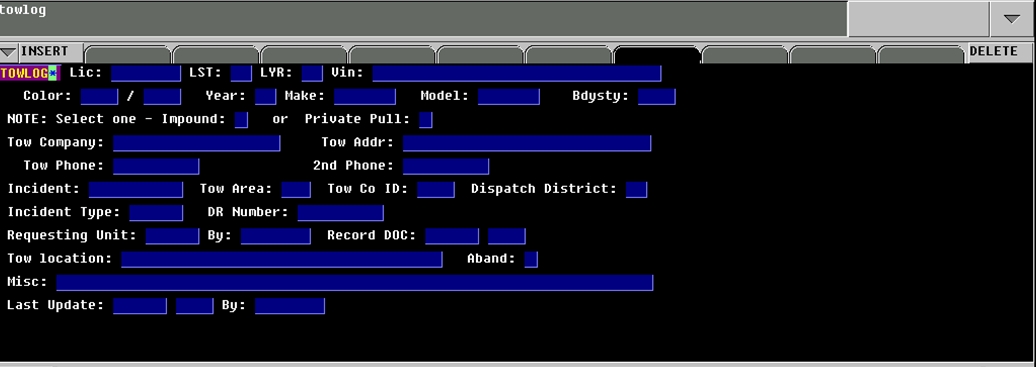 towlog
INSERT DELETE
TOWLOG* Lic: LST: LYR: Vin:
Color: / Year: Make: Model: Bdysty:
NOTE: Select one - Impound: or Private Pull:
Tow Company: Tow Addr:
Tow Phone: 2nd Phone:
Incident: Tow Area: Tow Co ID: Dispatch District:
Incident Type: DR Number:
Requesting Unit: By: Record DOC:
Tow location: Aband:
Misc:
Last Update: By: